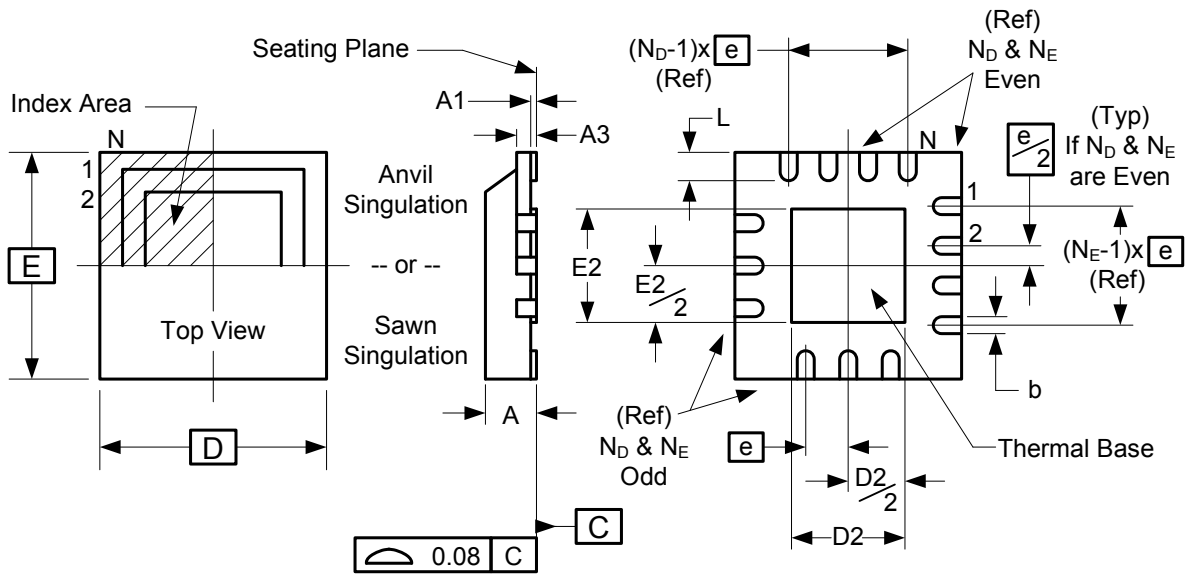 Seating Plane
(N_D-1)x e
(Ref)
(Ref)
N_D & N_E
Even
Index Area
A1
A3
L
N
1
2
Anvil
Singulation
-- or --
Sawn
Singulation
E
Top View
D
A
N
1
2
e/2
(Typ)
If N_D & N_E
are Even
(N_E-1)x e
(Ref)
E2
E2/2
b
(Ref)
N_D & N_E
Odd
e
Thermal Base
D2/2
D2
C
0.08 C